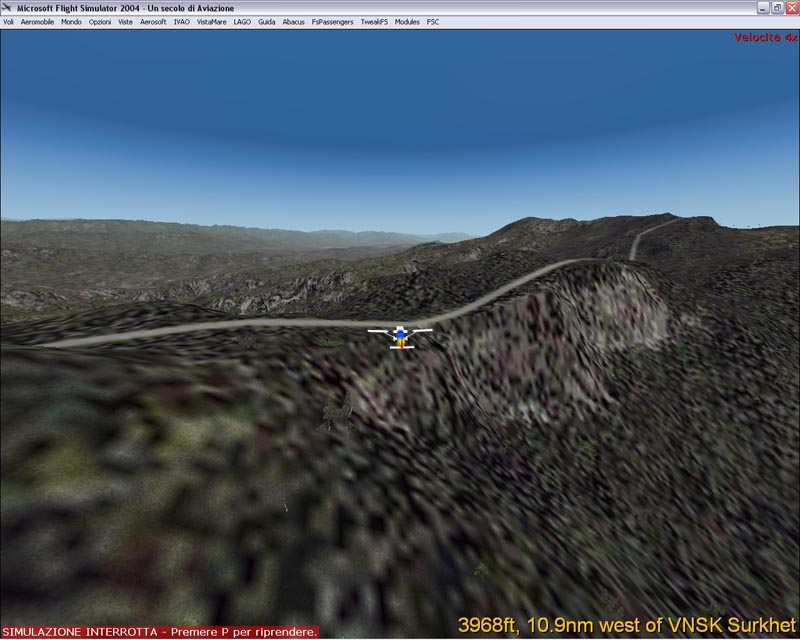 Microsoft Flight Simulator 2004 - Un secolo di Aviazione
Voli Aeromobile Mondo Opzioni Viste Aerosoft IVAO VistaMare LAGO Guida Abacus FsPassengers TweakFS Modules FSC
Velocità 4x
SIMULAZIONE INTERROTTA - Premere P per riprendere.
3968ft, 10.9nm west of VNSK Surkhet